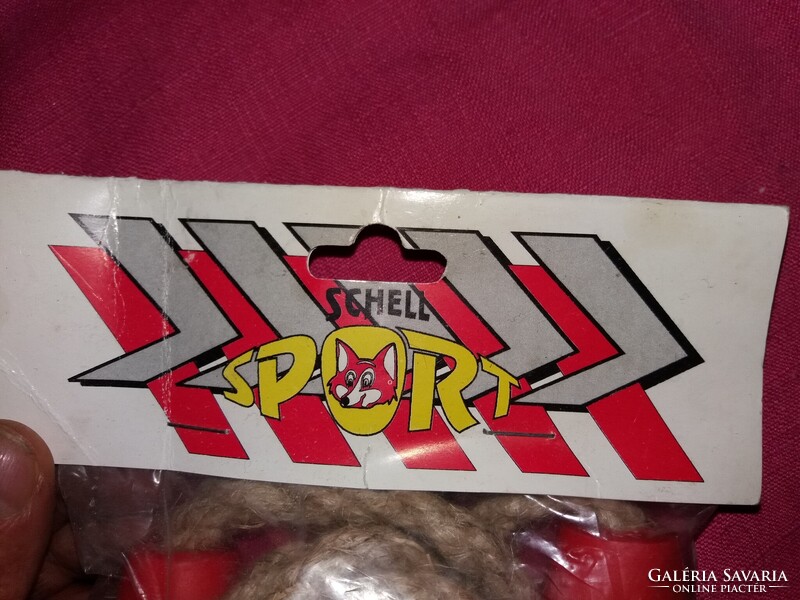 SCHELL
SPORT
GALÉRIA SAVARIA
ONLINE PIACTÉR